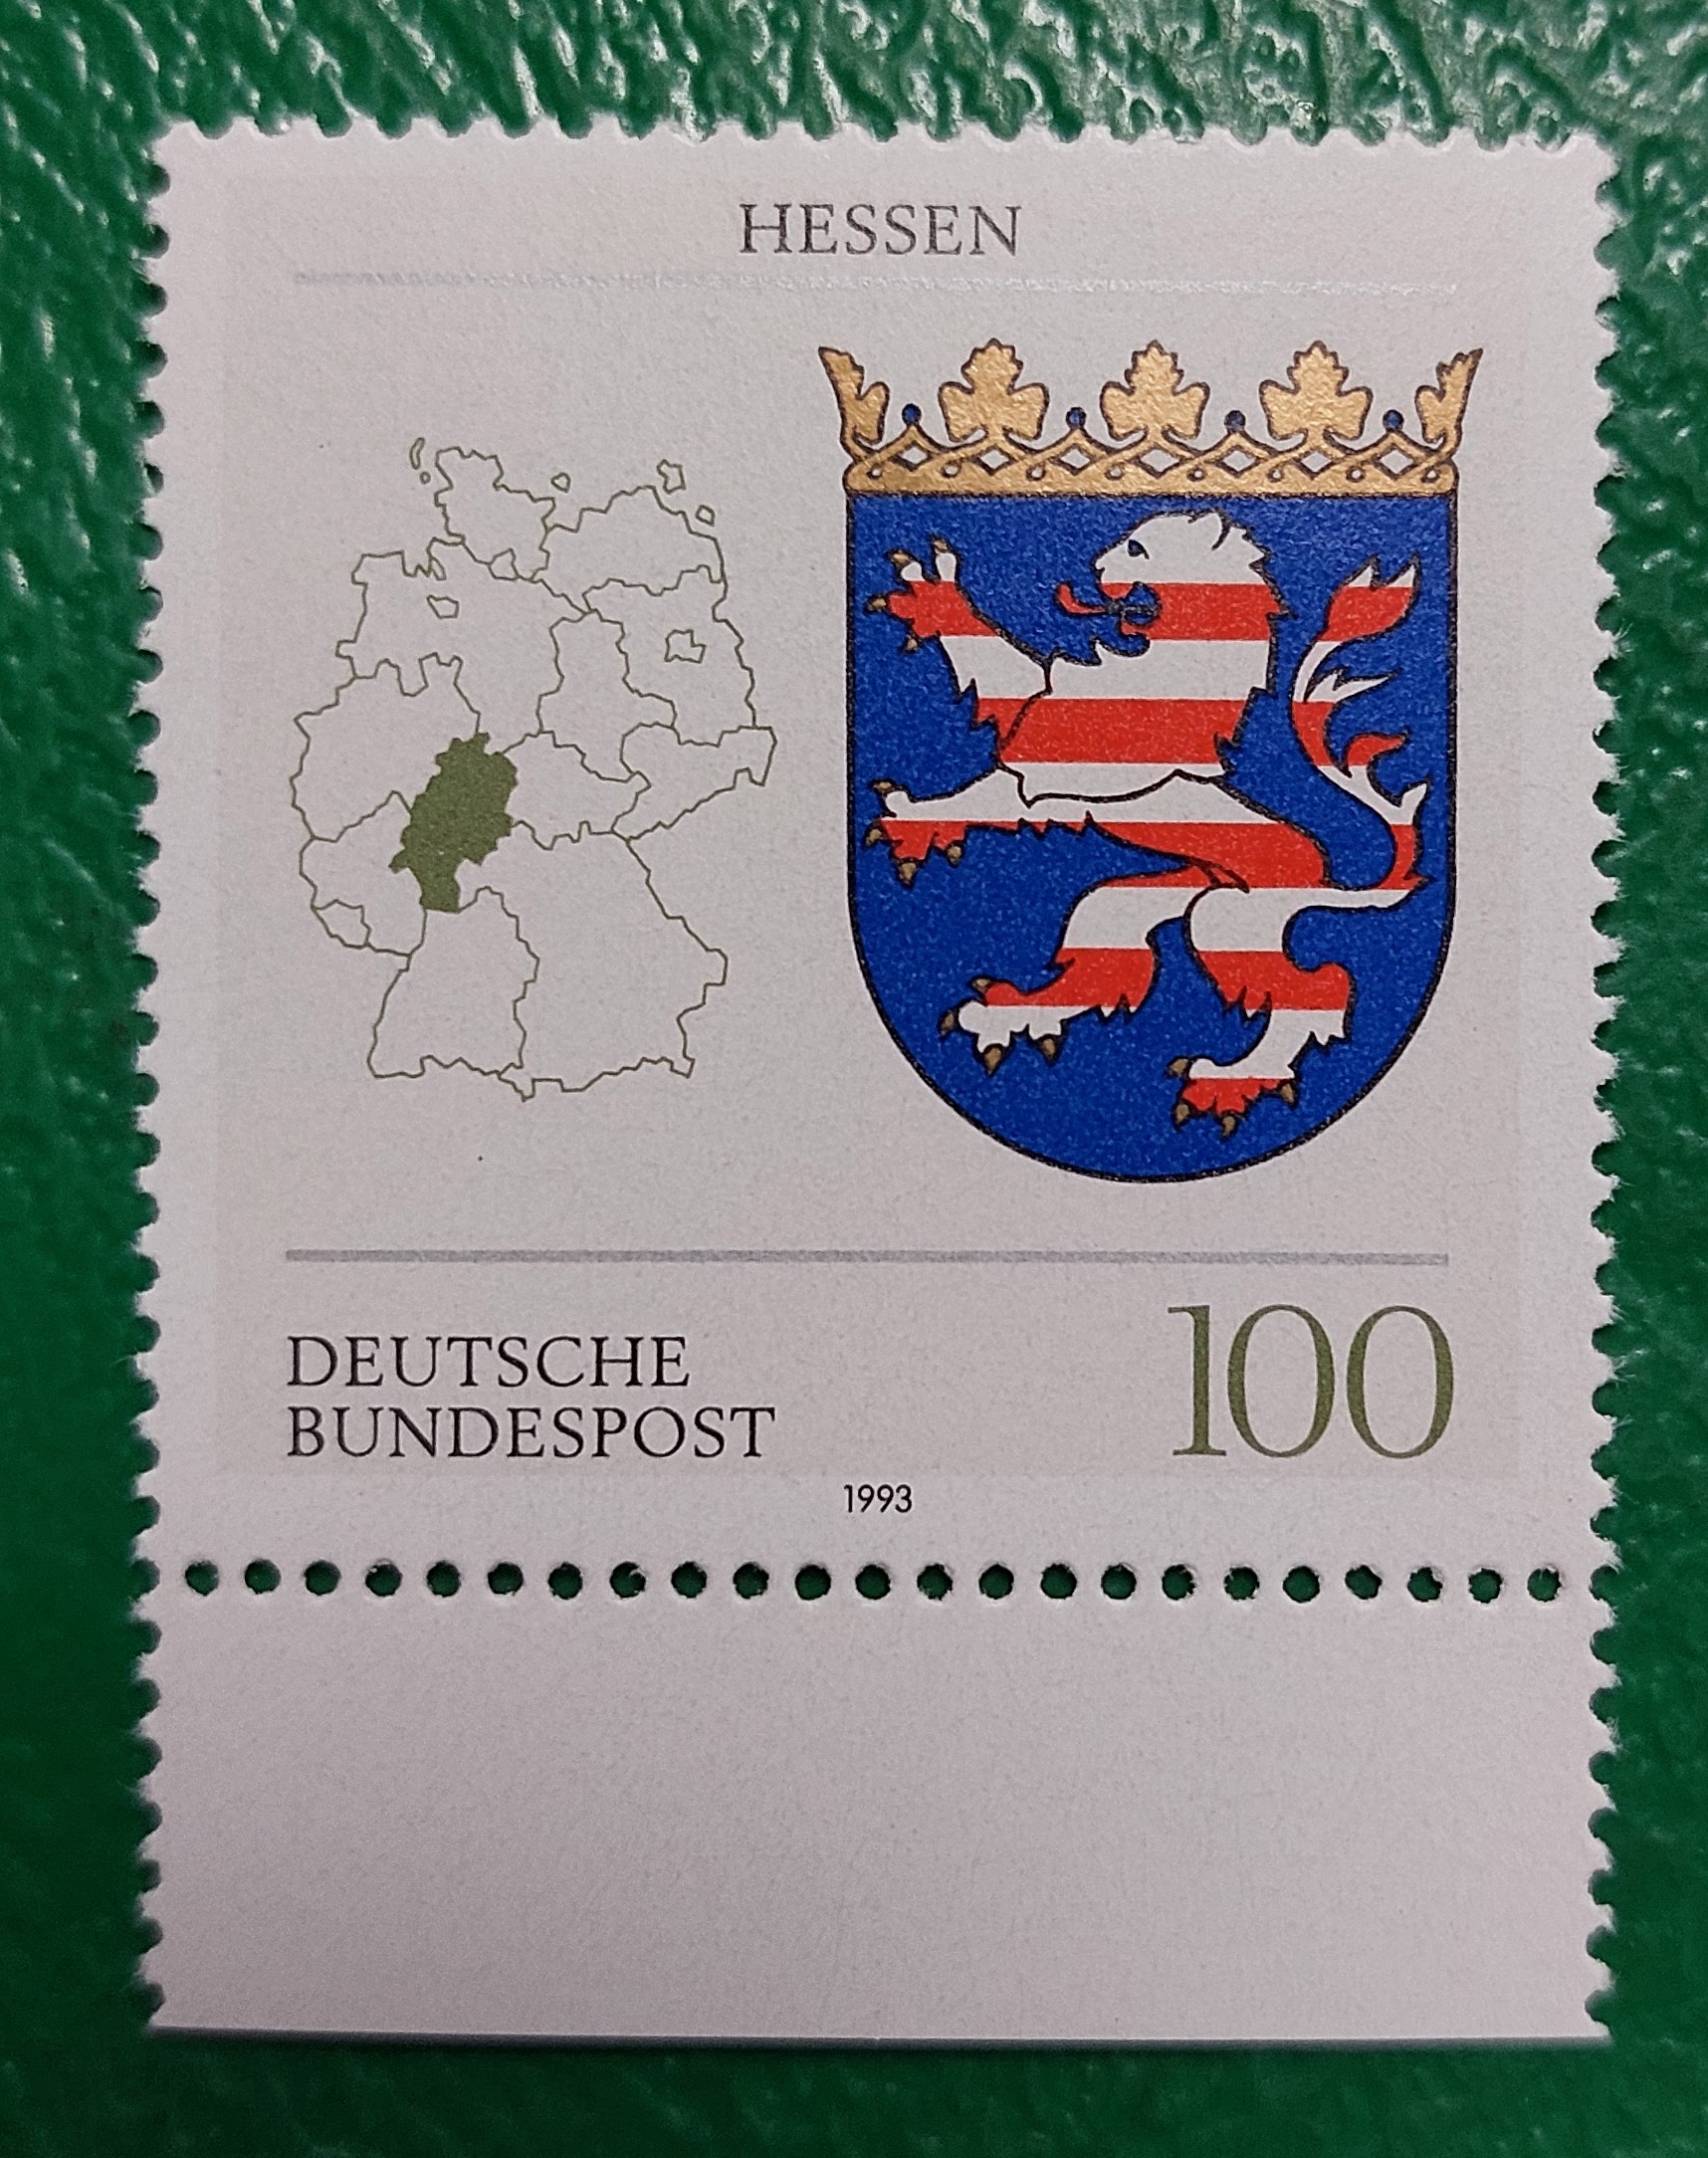 HESSEN
DEUTSCHE
BUNDESPOST
100
1993